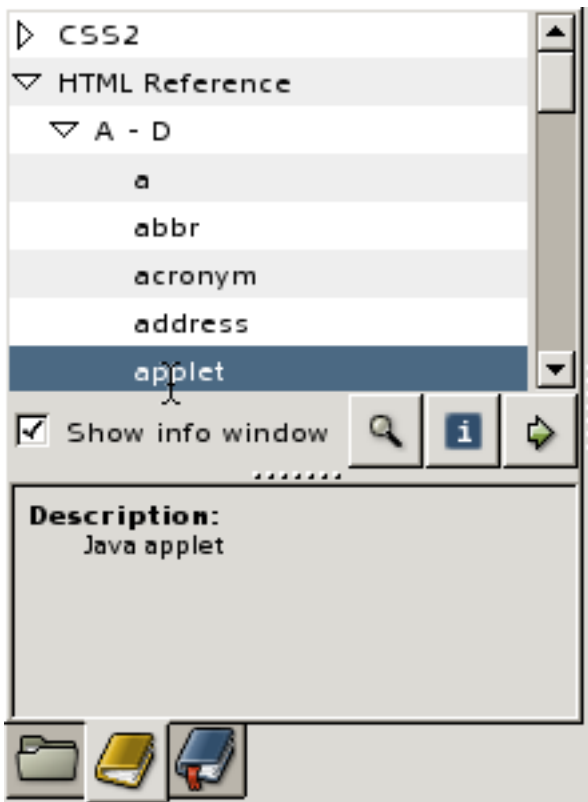 CSS2
HTML Reference
A - D
a
abbr
acronym
address
applet
Show info window
i
Description:
Java applet